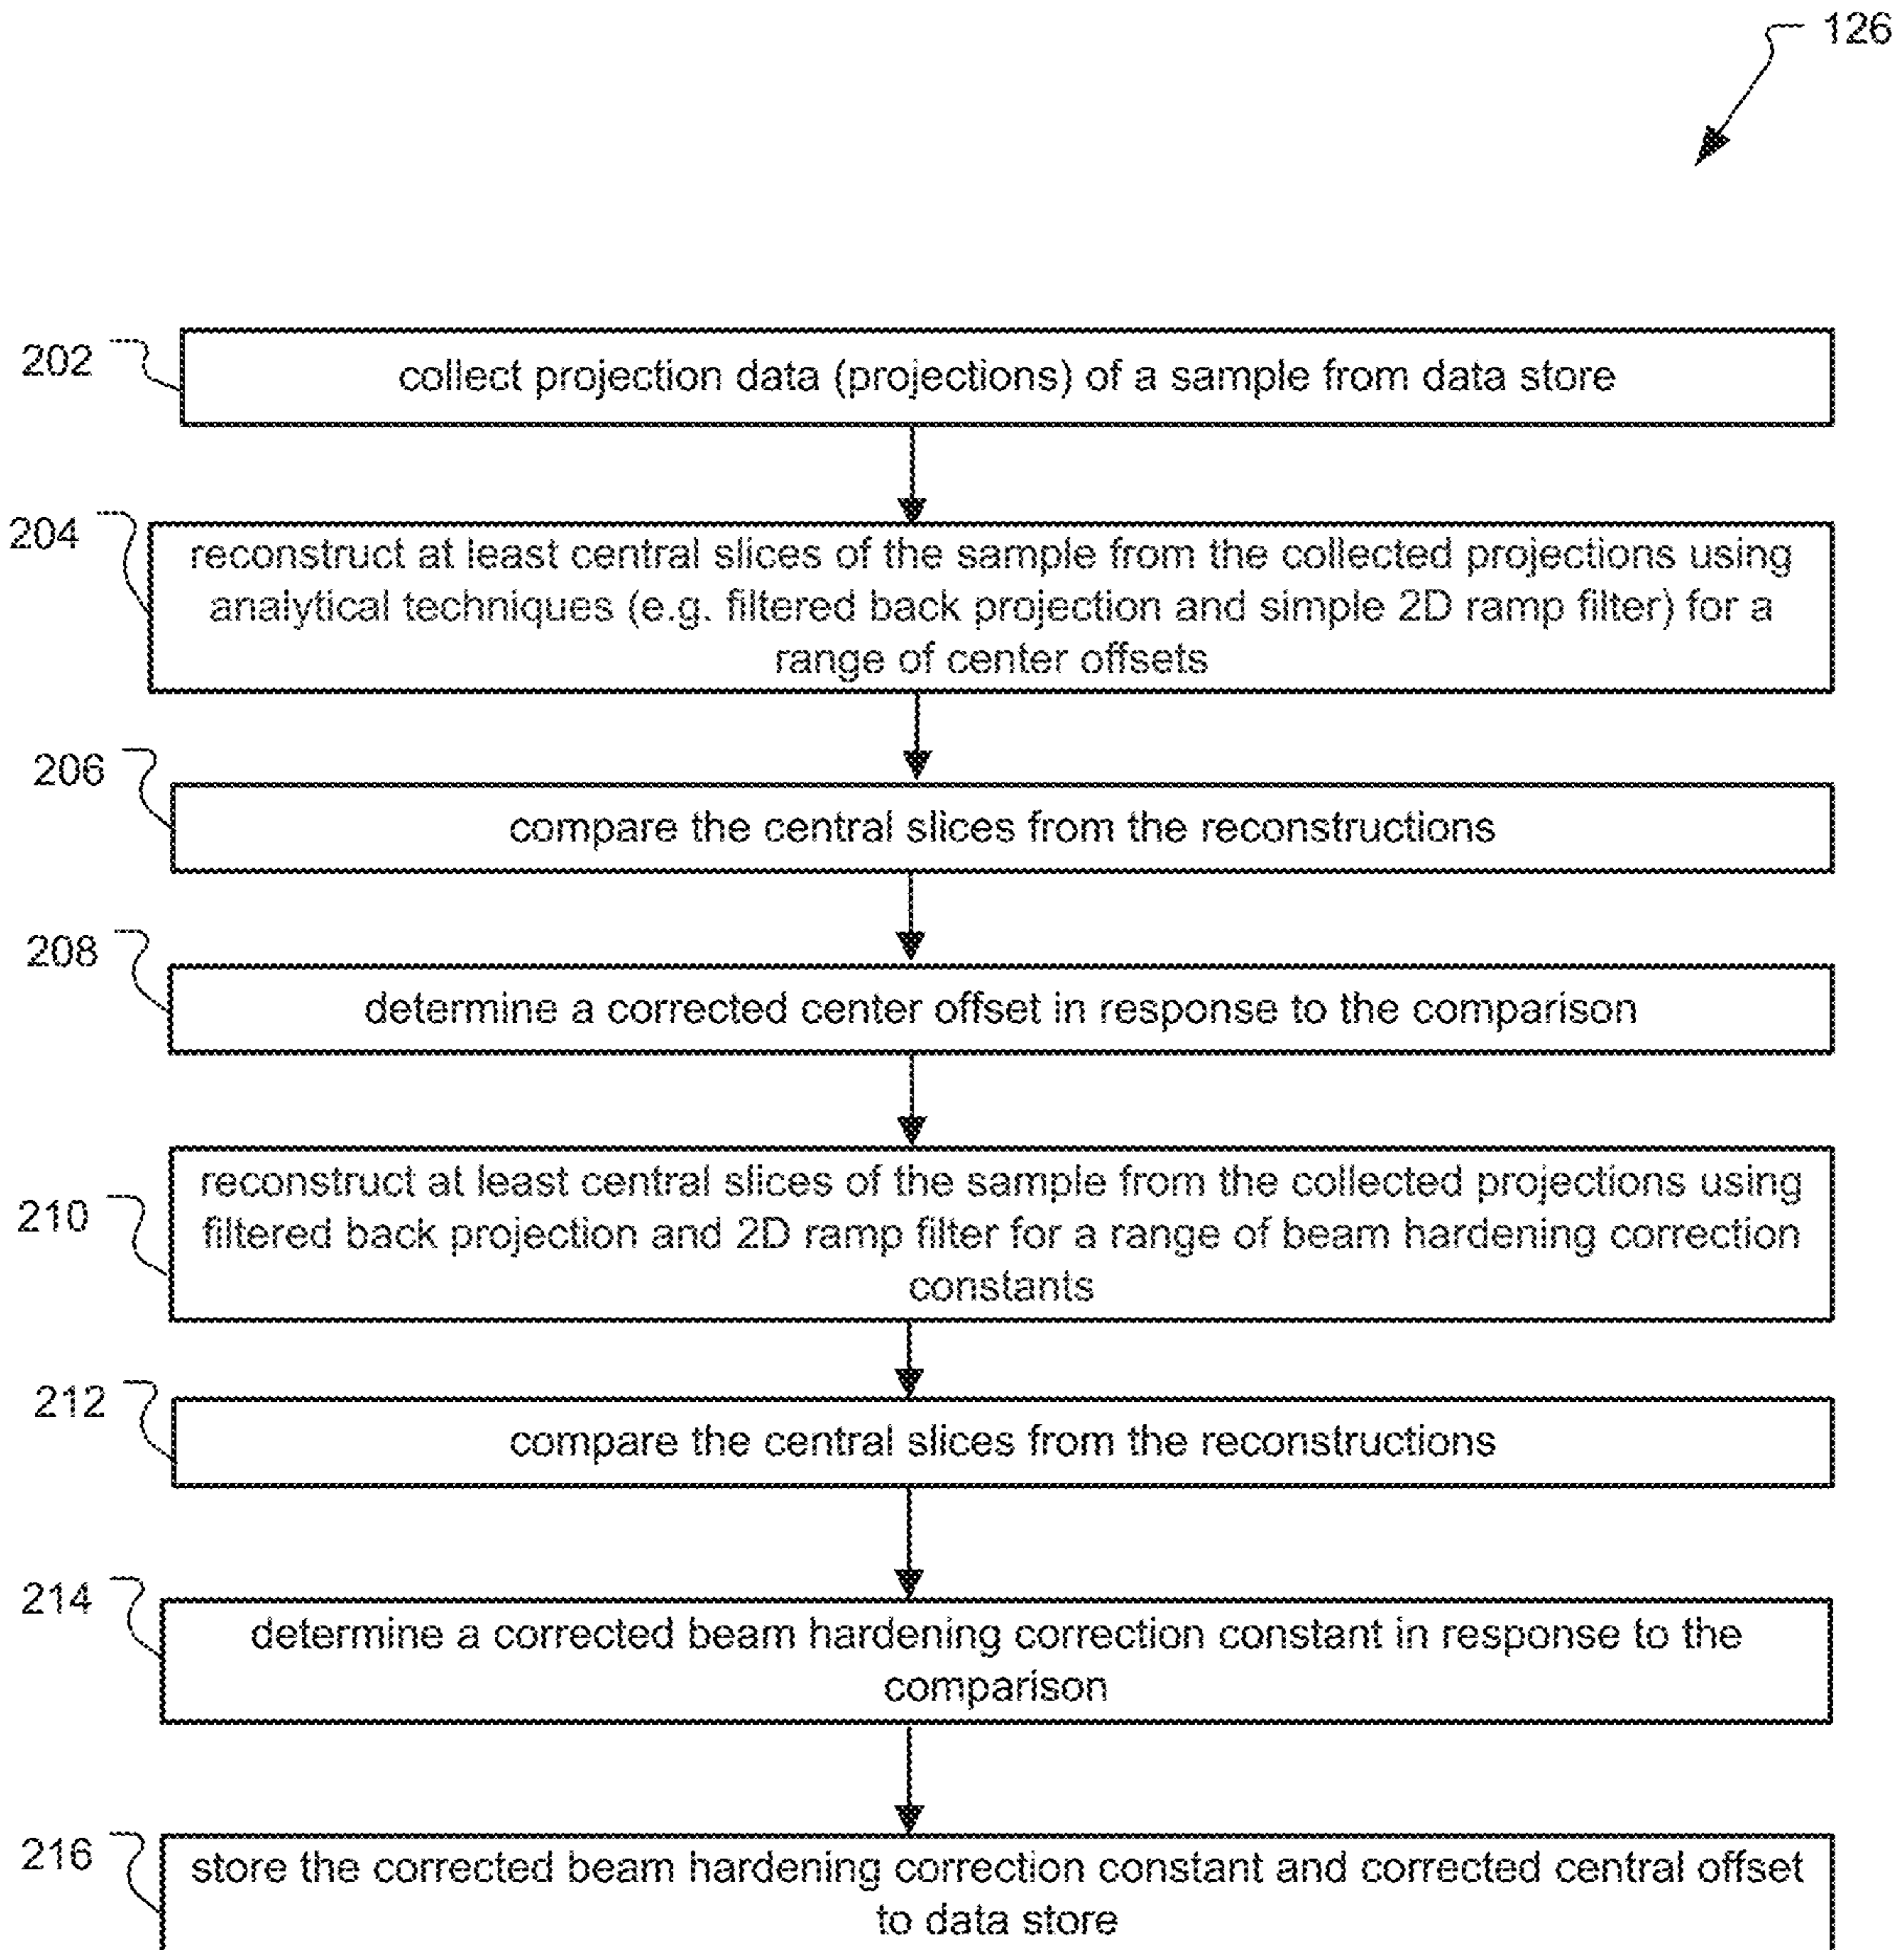 126
202
collect projection data (projections) of a sample from data store
204
reconstruct at least central slices of the sample from the collected projections using
analytical techniques (e.g. filtered back projection and simple 2D ramp filter) for a
range of center offsets
206
compare the central slices from the reconstructions
208
determine a corrected center offset in response to the comparison
210
reconstruct at least central slices of the sample from the collected projections using
filtered back projection and 2D ramp filter for a range of beam hardening correction
constants
212
compare the central slices from the reconstructions
214
determine a corrected beam hardening correction constant in response to the
comparison
216
store the corrected beam hardening correction constant and corrected central offset
to data store